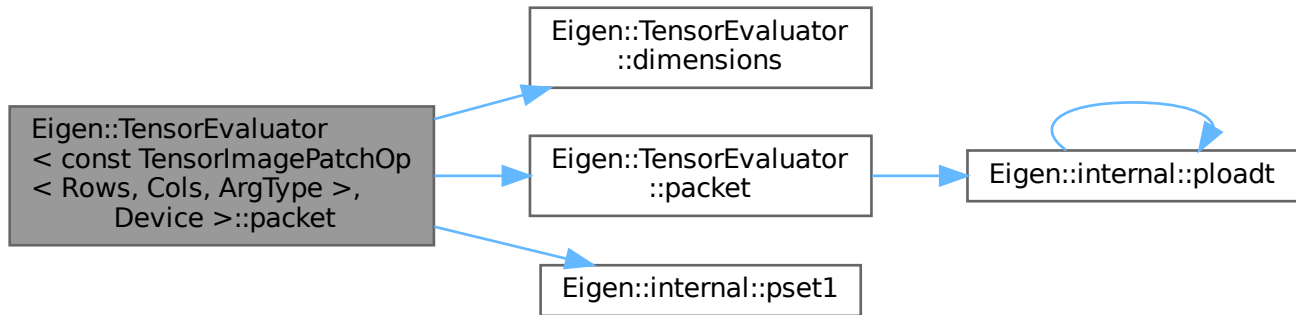 Eigen::TensorEvaluator
< const TensorImagePatchOp
< Rows, Cols, ArgType >,
Device >::packet
Eigen::TensorEvaluator
::dimensions
Eigen::TensorEvaluator
::packet
Eigen::internal::pset1
Eigen::internal::ploadt